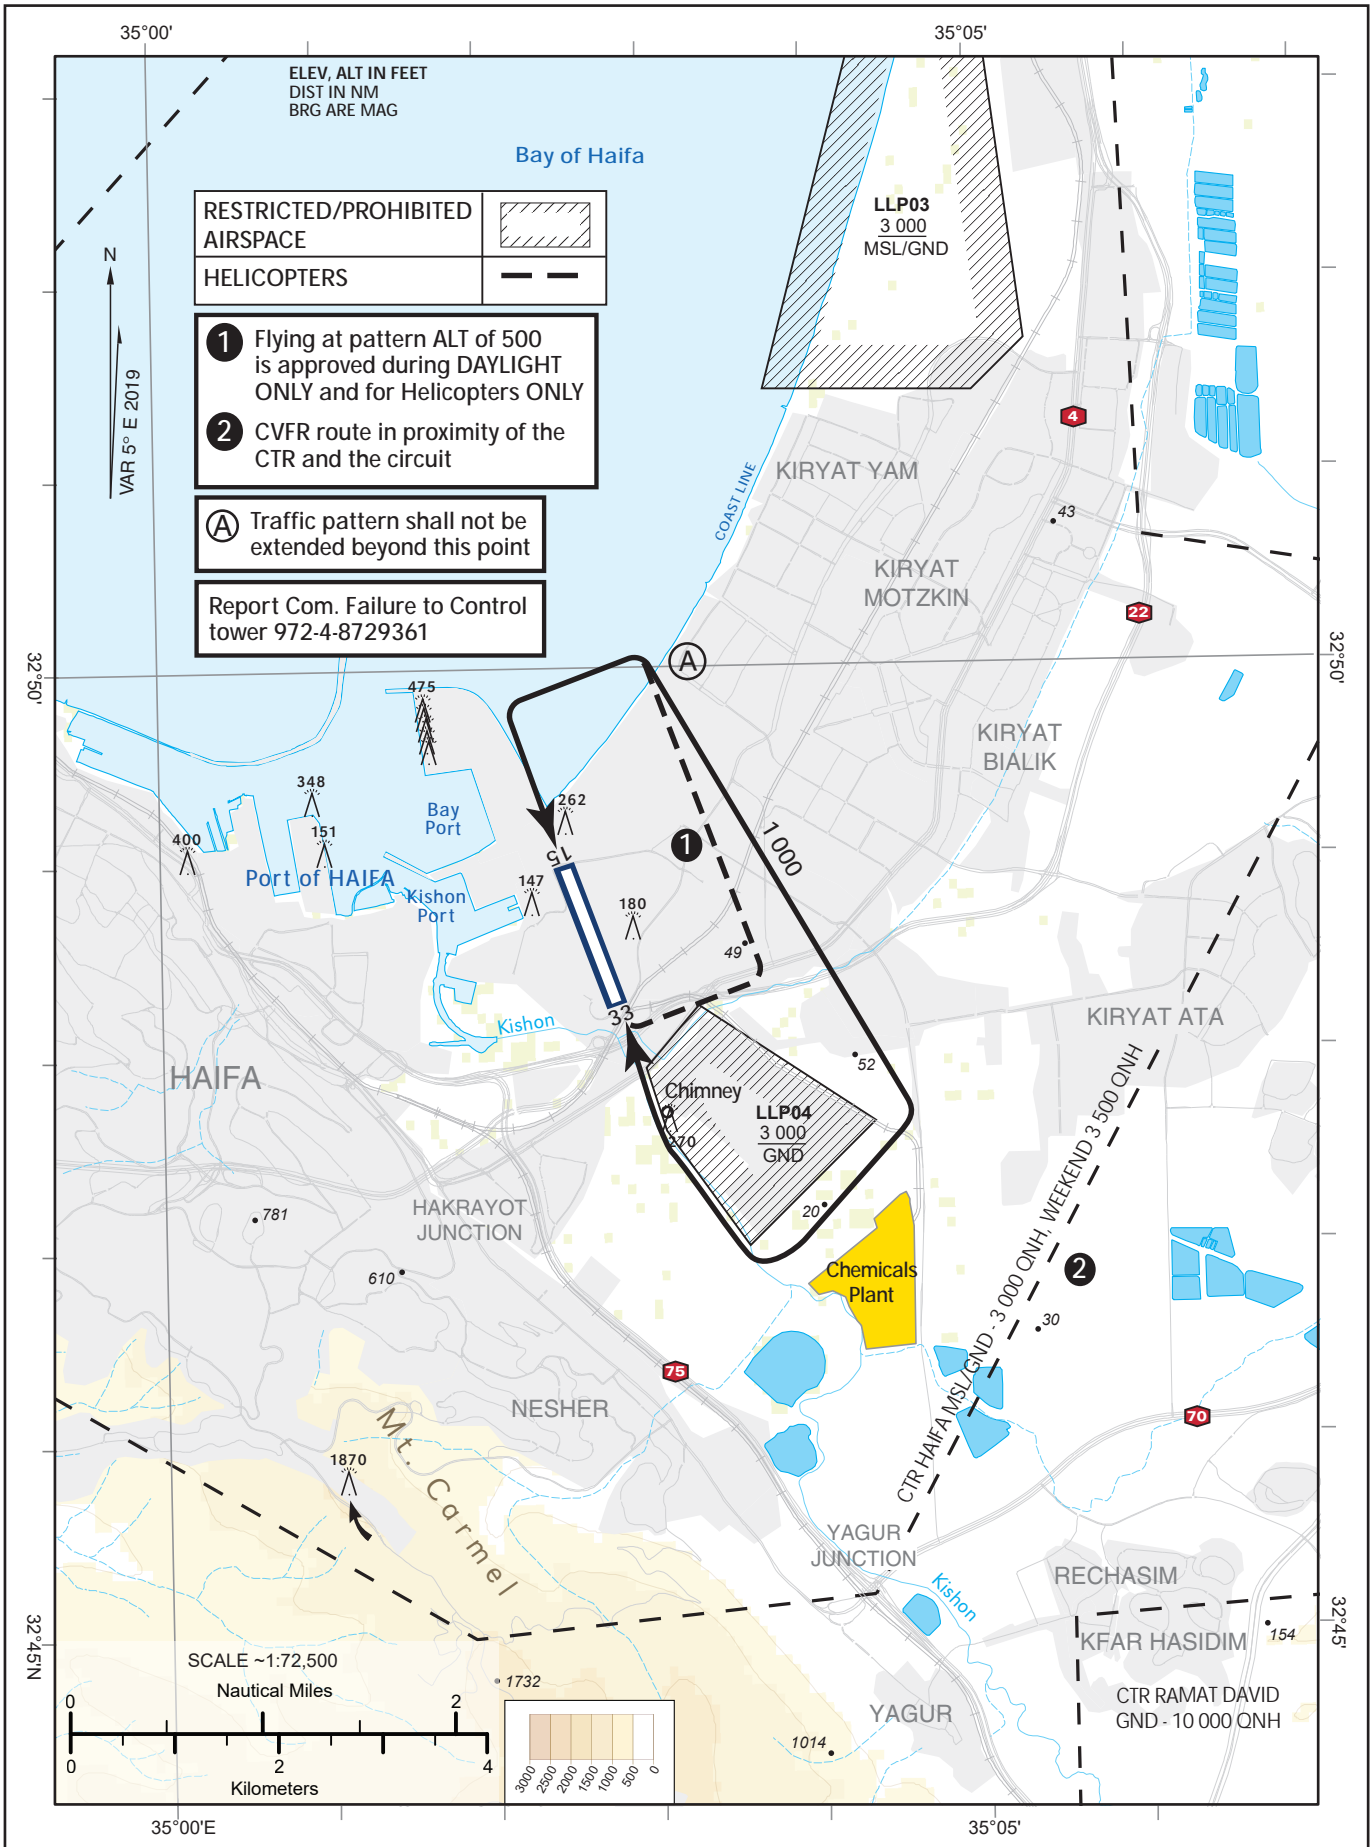 35°00'
35°05'
ELEV, ALT IN FEET
DIST IN NM
BRG ARE MAG
Bay of Haifa
RESTRICTED/PROHIBITED
AIRSPACE
HELICOPTERS
LLP03
3 000
MSL/GND
N
VAR 5° E 2019
1 Flying at pattern ALT of 500
is approved during DAYLIGHT
ONLY and for Helicopters ONLY
2 CVFR route in proximity of the
CTR and the circuit
A Traffic pattern shall not be
extended beyond this point
Report Com. Failure to Control
tower 972-4-8729361
4
KIRYAT YAM
COAST LINE
43
KIRYAT
MOTZKIN
22
32°50'
32°50'
A
475
KIRYAT
BIALIK
348
262
Bay
Port
151
400
1
1 000
15
Port of HAIFA
Kishon
Port
147
180
49
33
Kishon
KIRYAT ATA
52
HAIFA
Chimney
270
LLP04
3 000
GND
CTR HAIFA MSL/GND - 3 000 QNH, WEEKEND 3 500 QNH
781
HAKRAYOT
JUNCTION
20
610
Chemicals
Plant
2
30
75
NESHER
70
Mt. Carmel
1870
YAGUR
JUNCTION
Kishon
RECHASIM
KFAR HASIDIM
154
32°45'N
32°45'
SCALE ~1:72,500
Nautical Miles
0 2
0 2 4
Kilometers
1732
3000 2500 2000 1500 1000 500 0
1014
YAGUR
CTR RAMAT DAVID
GND - 10 000 QNH
35°00'E
35°05'